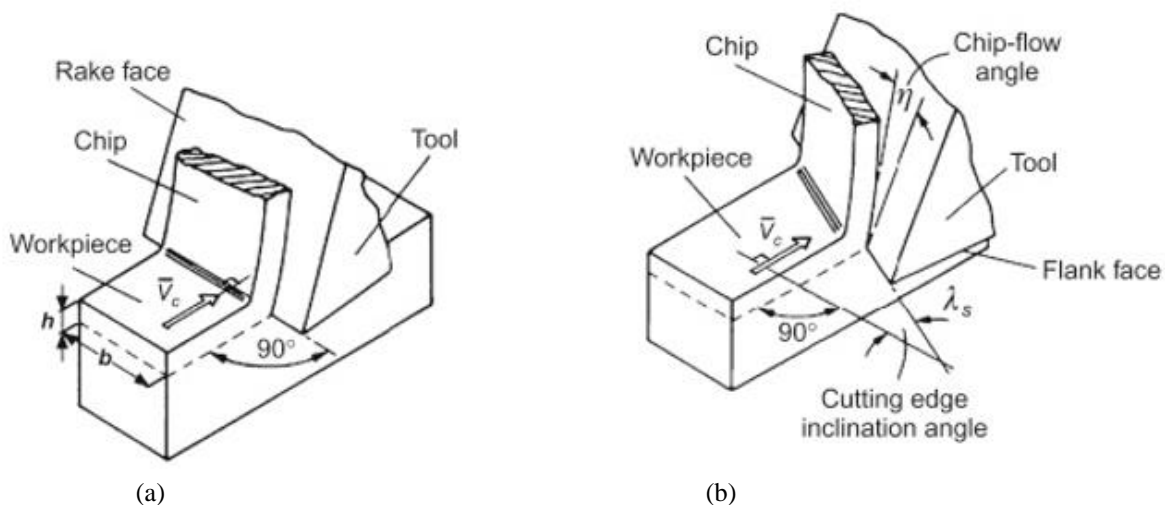 Rake face
Chip
Tool
Workpiece
V̅c
h
b
90°
(a)
Chip
Chip-flow
angle
η
Workpiece
Tool
V̅c
Flank face
λs
90°
Cutting edge
inclination angle
(b)